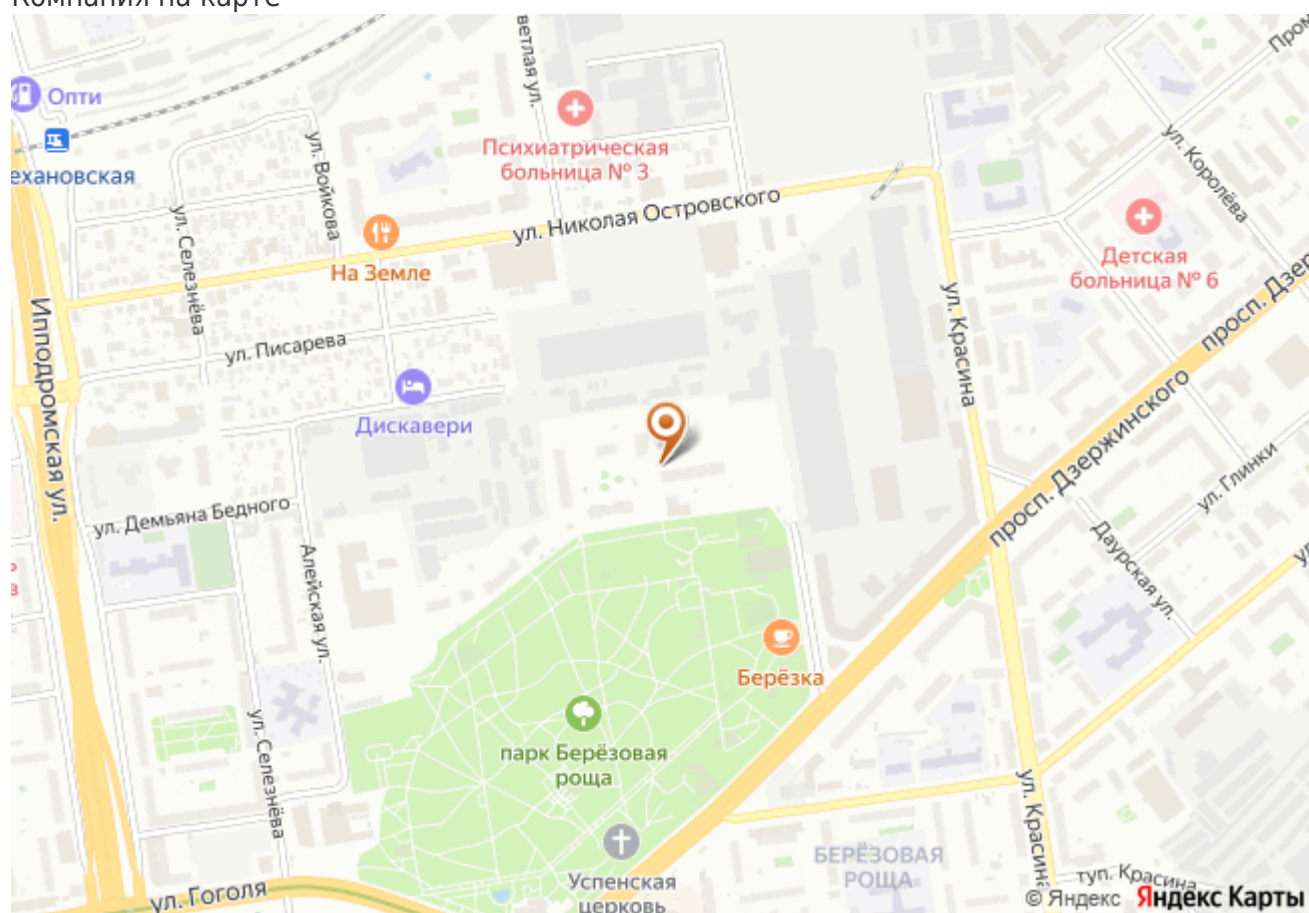 Компания на карте
Опти
ехановская
ветлая ул.
Психиатрическая
больница № 3
ул. Войкова
ул. Селезнёва
На Земле
ул. Николая Островского
ул. Королёва
Детская
больница № 6
Ипподромская ул.
ул. Писарева
Дискавери
ул. Красина
просп. Дзер
просп. Дзержинского
ул. Глинки
Даурская ул.
ул. Демьяна Бедного
Алейская ул.
Берёзка
парк Берёзовая
роща
ул. Селезнёва
ул. Красина
БЕРЁЗОВАЯ
РОЩА
Успенская
церковь
туп. Красина
ул. Гоголя
© Яндекс Яндекс Карты